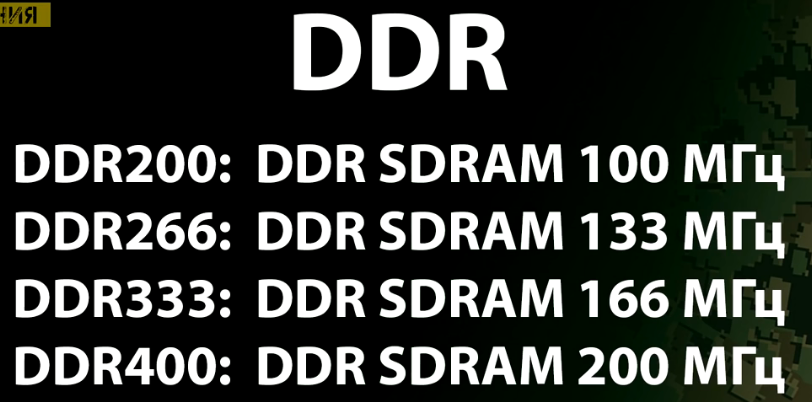 ния
DDR
DDR200: DDR SDRAM 100 МГц
DDR266: DDR SDRAM 133 МГц
DDR333: DDR SDRAM 166 МГц
DDR400: DDR SDRAM 200 МГц